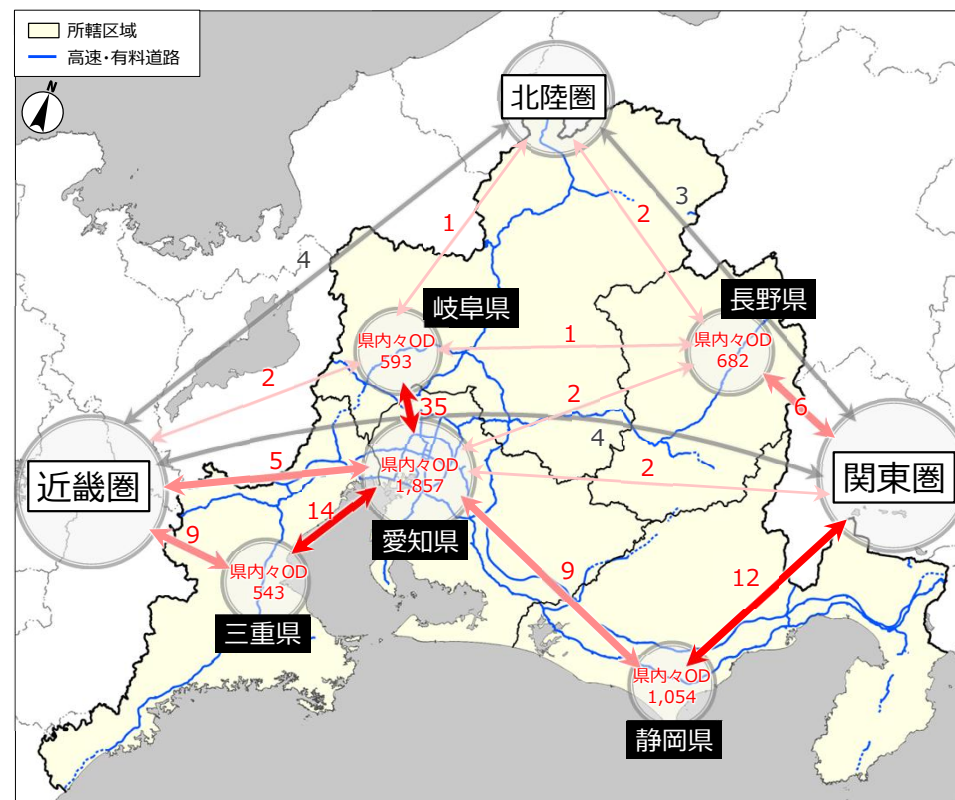 所轄区域
高速・有料道路
N
北陸圏
3
1
2
4
岐阜県
長野県
県内々OD
593
1
県内々OD
682
2
2
35
6
4
近畿圏
5
県内々OD
1,857
2
関東圏
14
愛知県
9
県内々OD
543
9
12
三重県
県内々OD
1,054
静岡県